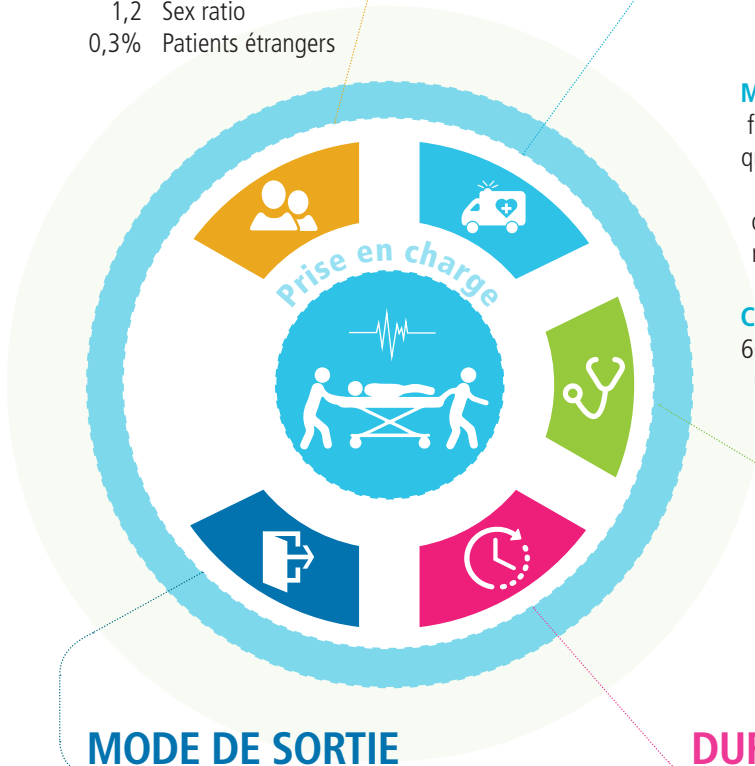 1,2 Sex ratio
0,3% Patients étrangers
Prise en charge
MODE DE SORTIE